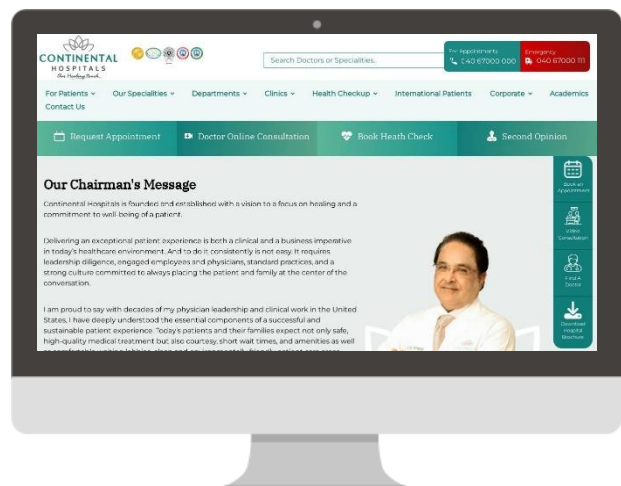 CONTINENTAL
HOSPITALS
Search Doctors or Specialities..
For Appointments
040 67000 000
Emergency
040 67000 111
For Patients
Our Specialities
Departments
Clinics
Health Checkup
International Patients
Corporate
Academics
Contact Us
Request Appointment
Doctor Online Consultation
Book Heath Check
Second Opinion
Our Chairman's Message
Continental Hospitals is founded and established with a vision to a focus on healing and a
commitment to well-being of a patient.
Delivering an exceptional patient experience is both a clinical and a business imperative
in today's healthcare environment. And to do it consistently is not easy. It requires
leadership diligence, engaged employees and physicians, standard practices, and a
strong culture committed to always placing the patient and family at the center of the
conversation.
I am proud to say with decades of my physician leadership and clinical work in the United
States, I have deeply understood the essential components of a successful and
sustainable patient experience. Today's patients and their families expect not only safe,
high-quality medical treatment but also courtesy, short wait times, and amenities as well
Book an
Appointment
Video
Consultation
Find A
Doctor
Download
Hospital
Brochure